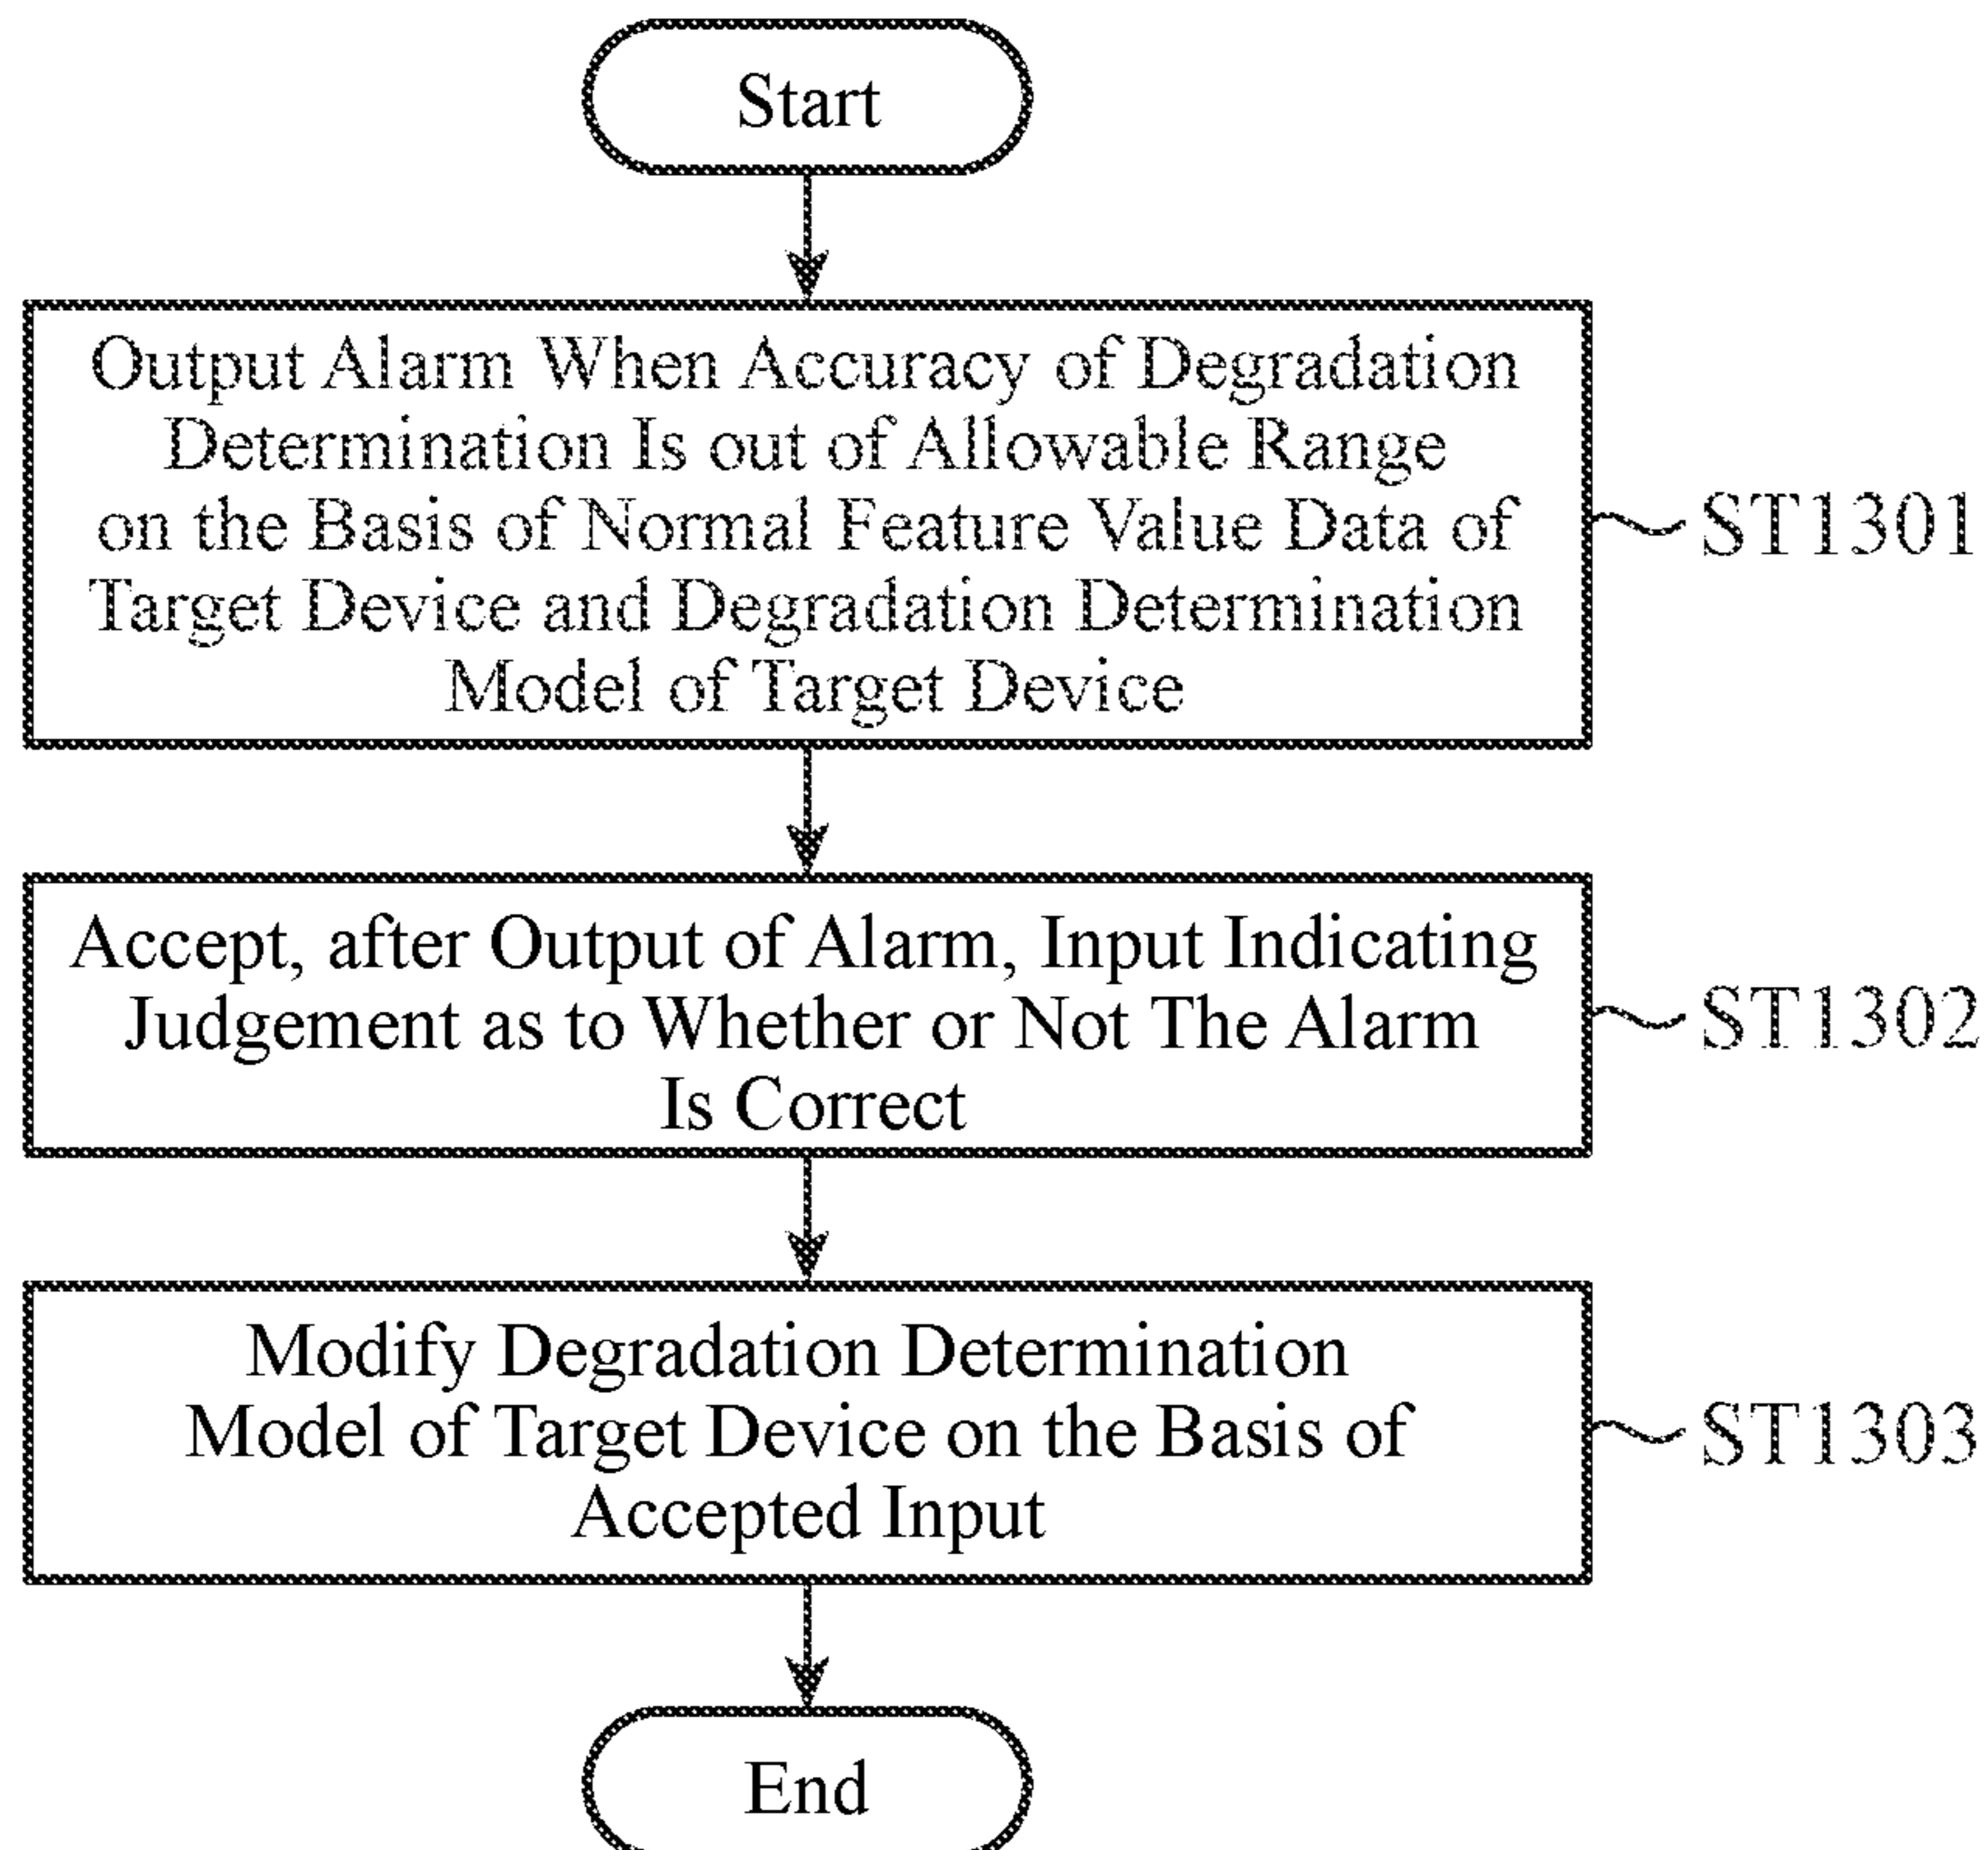 Start
Output Alarm When Accuracy of Degradation
Determination Is out of Allowable Range
on the Basis of Normal Feature Value Data of
Target Device and Degradation Determination
Model of Target Device
ST1301
Accept, after Output of Alarm, Input Indicating
Judgement as to Whether or Not The Alarm
Is Correct
ST1302
Modify Degradation Determination
Model of Target Device on the Basis of
Accepted Input
ST1303
End